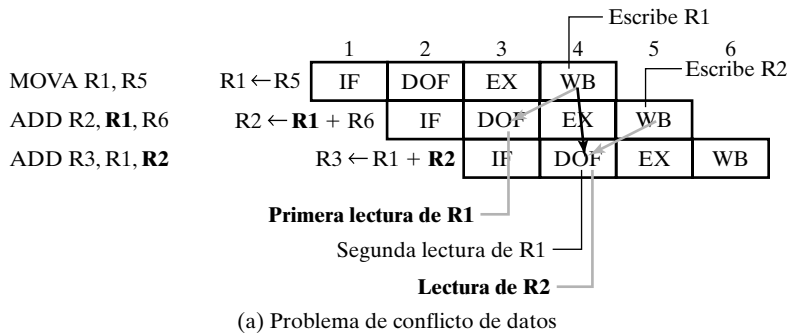 Escribe R1
1 2 3 4 5 6
Escribe R2
MOVA R1, R5 R1 ← R5 IF DOF EX WB
ADD R2, R1, R6 R2 ← R1 + R6 IF DOF EX WB
ADD R3, R1, R2 R3 ← R1 + R2 IF DOF EX WB
Primera lectura de R1
Segunda lectura de R1
Lectura de R2
(a) Problema de conflicto de datos